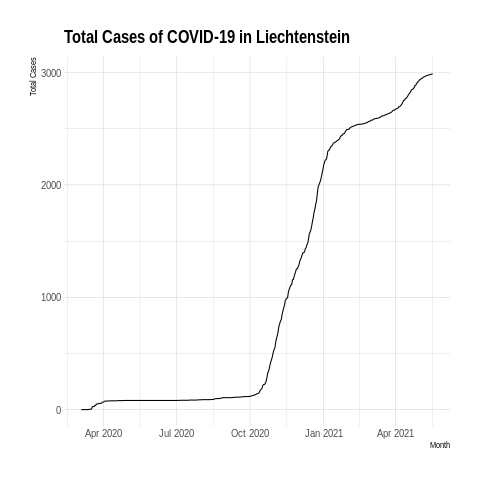 Total Cases of COVID-19 in Liechtenstein
Total Cases
3000
2000
1000
0
Apr 2020 Jul 2020 Oct 2020 Jan 2021 Apr 2021
Month